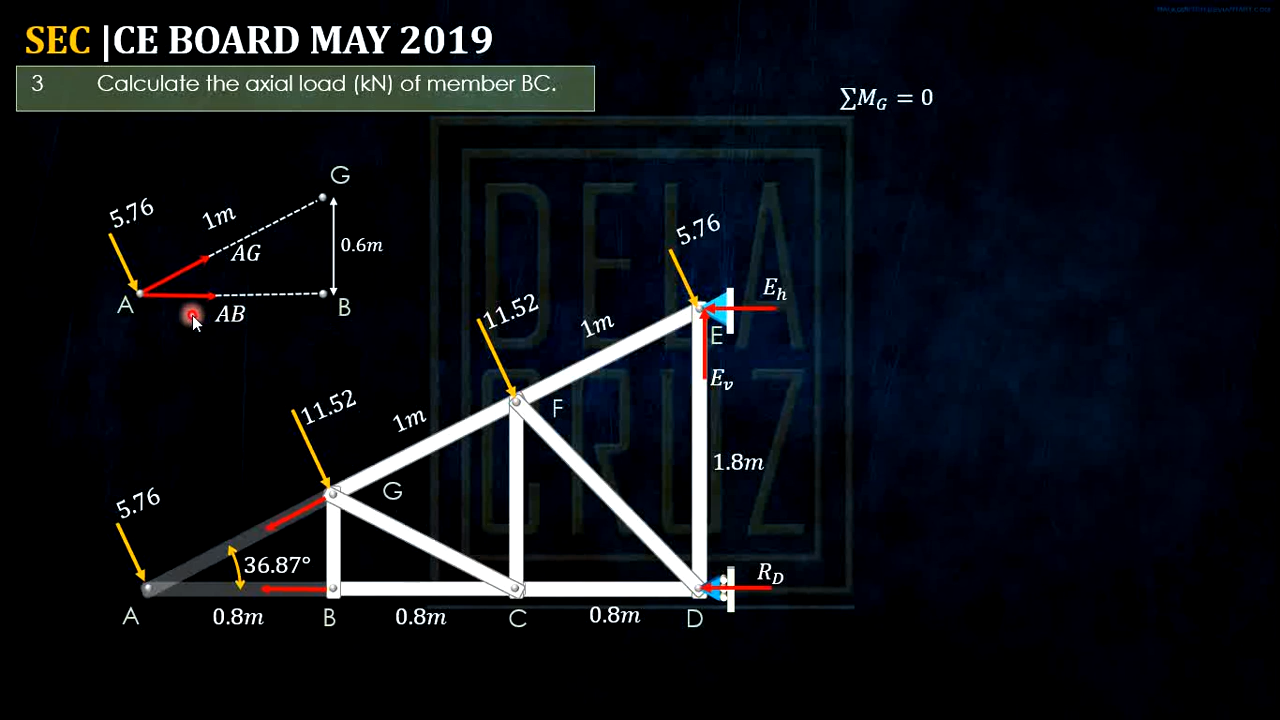 SEC |CE BOARD MAY 2019
3 Calculate the axial load (kN) of member BC.
∑M_G = 0
G
5.76
1m
AG
0.6m
A
AB
B
5.76
E_h
11.52
1m
E
E_v
11.52
1m
F
1.8m
G
5.76
36.87°
R_D
A
0.8m
B
0.8m
C
0.8m
D
DELA
CRUZ